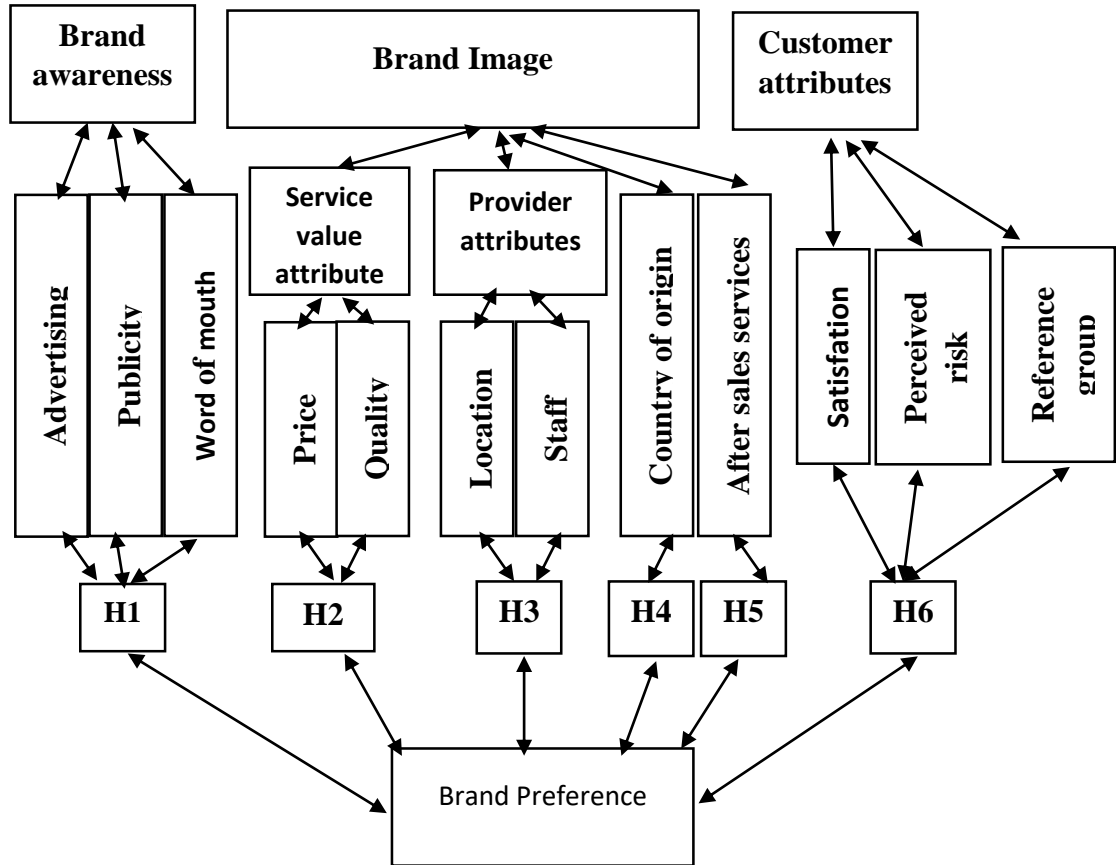 Brand
awareness
Brand Image
Customer
attributes
Service
value
attribute
Provider
attributes
Advertising
Publicity
Word of mouth
Price
Quality
Location
Staff
Country of origin
After sales services
Satisfation
Perceived
risk
Reference
group
H1
H2
H3
H4
H5
H6
Brand Preference